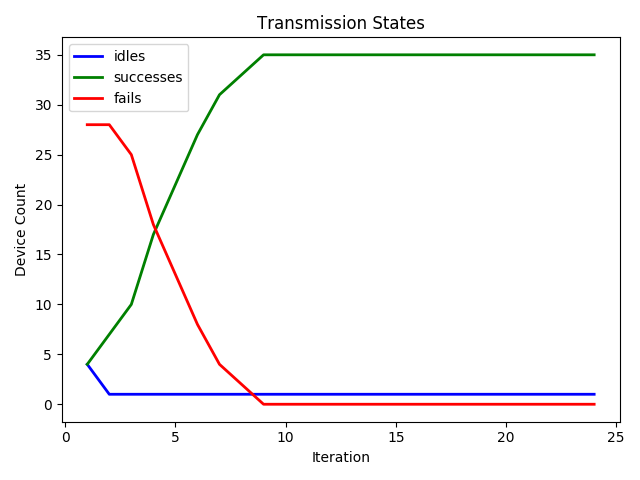 Transmission States
idles
successes
fails
Device Count
35
30
25
20
15
10
5
0
0 5 10 15 20 25
Iteration